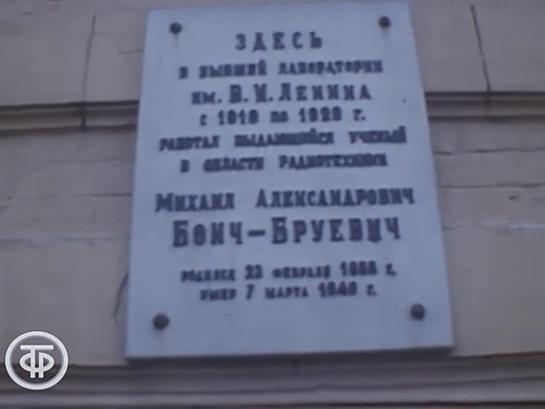 ЗДЕСЬ
В БЫВШЕЙ ЛАБОРАТОРИИ
ИМ. В. И. ЛЕНИНА
С 1918 ПО 1928 Г.
РАБОТАЛ ВЫДАЮЩИЙСЯ УЧЕНЫЙ
В ОБЛАСТИ РАДИОТЕХНИКИ
МИХАИЛ АЛЕКСАНДРОВИЧ
БОНЧ-БРУЕВИЧ
РОДИЛСЯ 23 ФЕВРАЛЯ 1888 Г.
УМЕР 7 МАРТА 1940 Г.